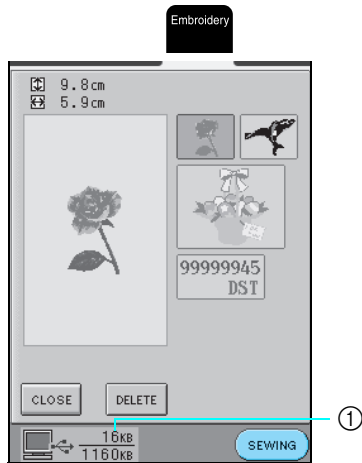 Embroidery
9.8cm
5.9cm
99999945
DST
CLOSE
DELETE
16KB
1160KB
①
SEWING